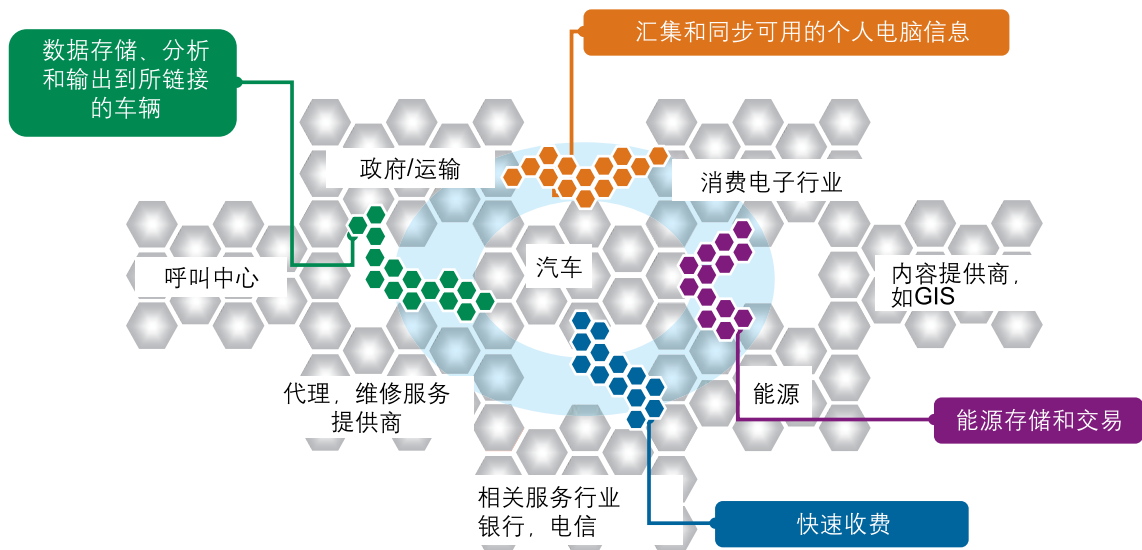 汇集和同步可用的个人电脑信息
数据存储、分析
和输出到所链接
的车辆
政府/运输
消费电子行业
呼叫中心
汽车
内容提供商，
如GIS
代理，维修服务
提供商
能源
能源存储和交易
相关服务行业
银行，电信
快速收费